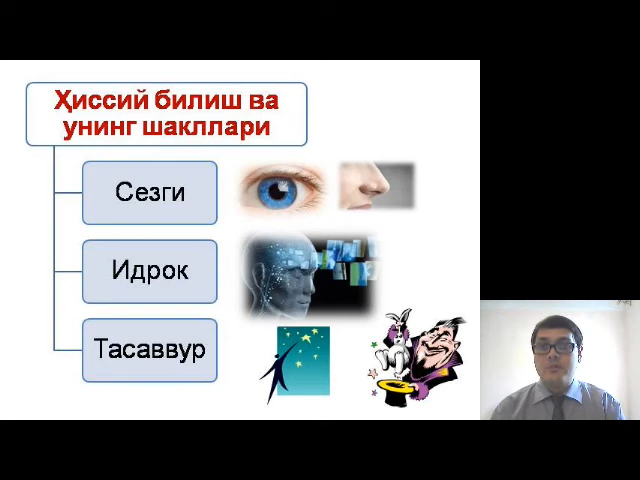 Ҳиссий билиш ва
унинг шакллари
Сезги
Идрок
Тасаввур